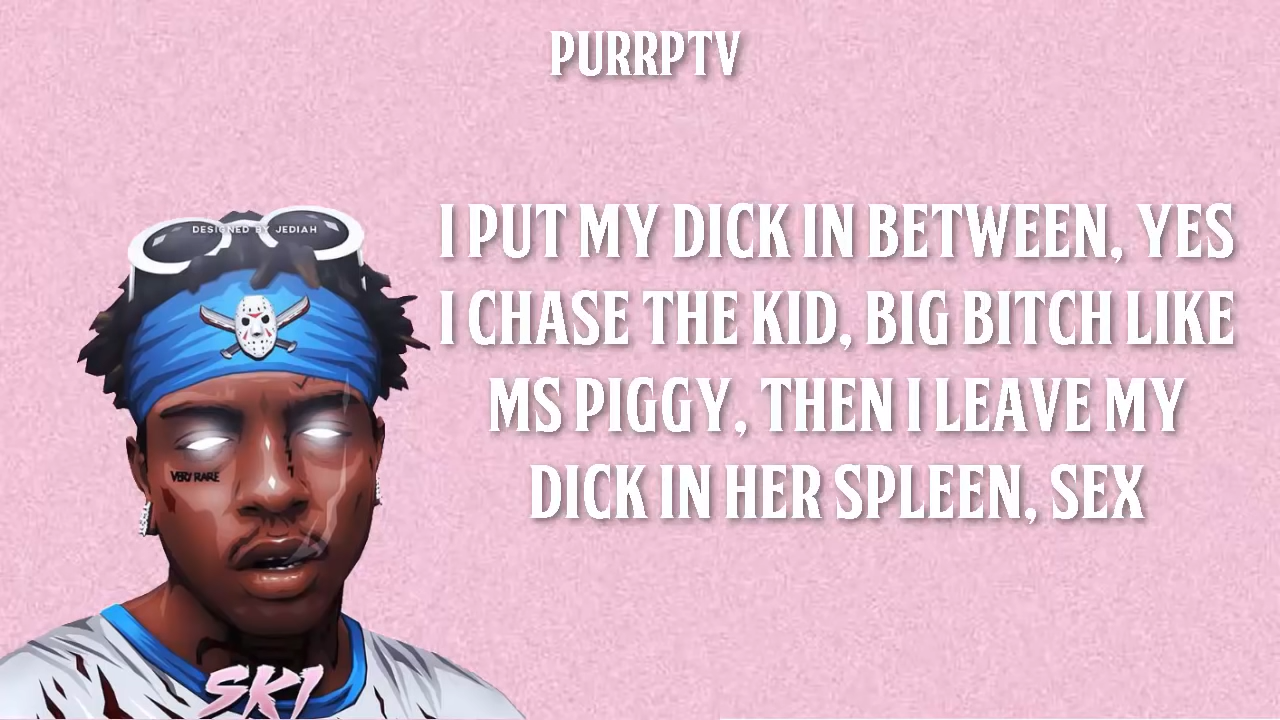 PURRPTV
DESIGNED BY JEDIAH
I PUT MY DICK IN BETWEEN, YES
I CHASE THE KID, BIG BITCH LIKE
MS PIGGY, THEN I LEAVE MY
DICK IN HER SPLEEN, SEX
VERY RARE
SKI